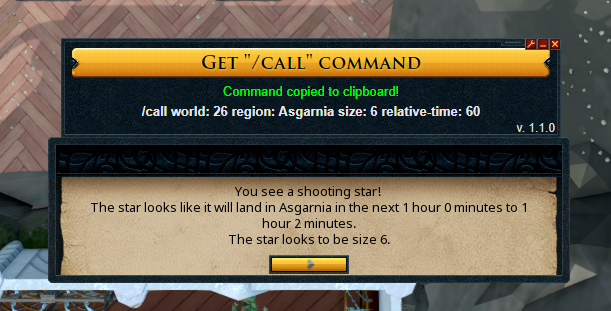 Get "/call" command
Command copied to clipboard!
/call world: 26 region: Asgarnia size: 6 relative-time: 60
v. 1.1.0
You see a shooting star!
The star looks like it will land in Asgarnia in the next 1 hour 0 minutes to 1
hour 2 minutes.
The star looks to be size 6.